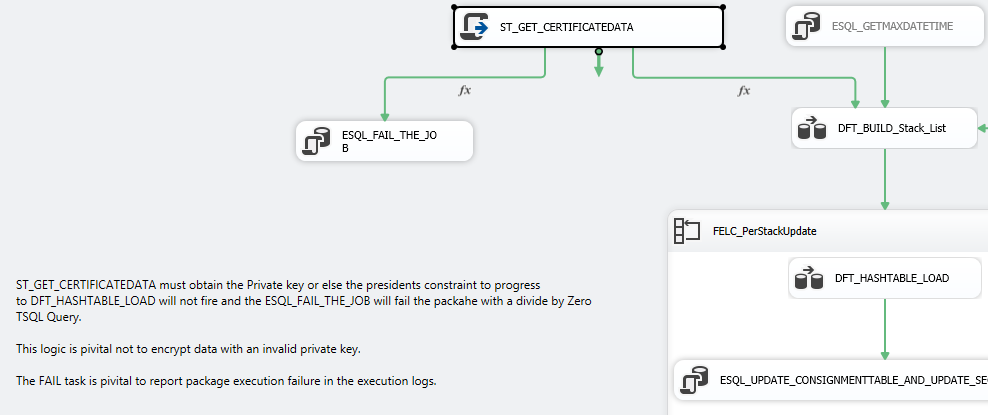 ST_GET_CERTIFICATEDATA
ESQL_GETMAXDATETIME
fx
fx
ESQL_FAIL_THE_JO
B
DFT_BUILD_Stack_List
FELC_PerStackUpdate
DFT_HASHTABLE_LOAD
ST_GET_CERTIFICATEDATA must obtain the Private key or else the presidents constraint to progress
to DFT_HASHTABLE_LOAD will not fire and the ESQL_FAIL_THE_JOB will fail the packahe with a divide by Zero
TSQL Query.
This logic is pivital not to encrypt data with an invalid private key.
The FAIL task is pivital to report package execution failure in the execution logs.
ESQL_UPDATE_CONSIGNMENTTABLE_AND_UPDATE_SE